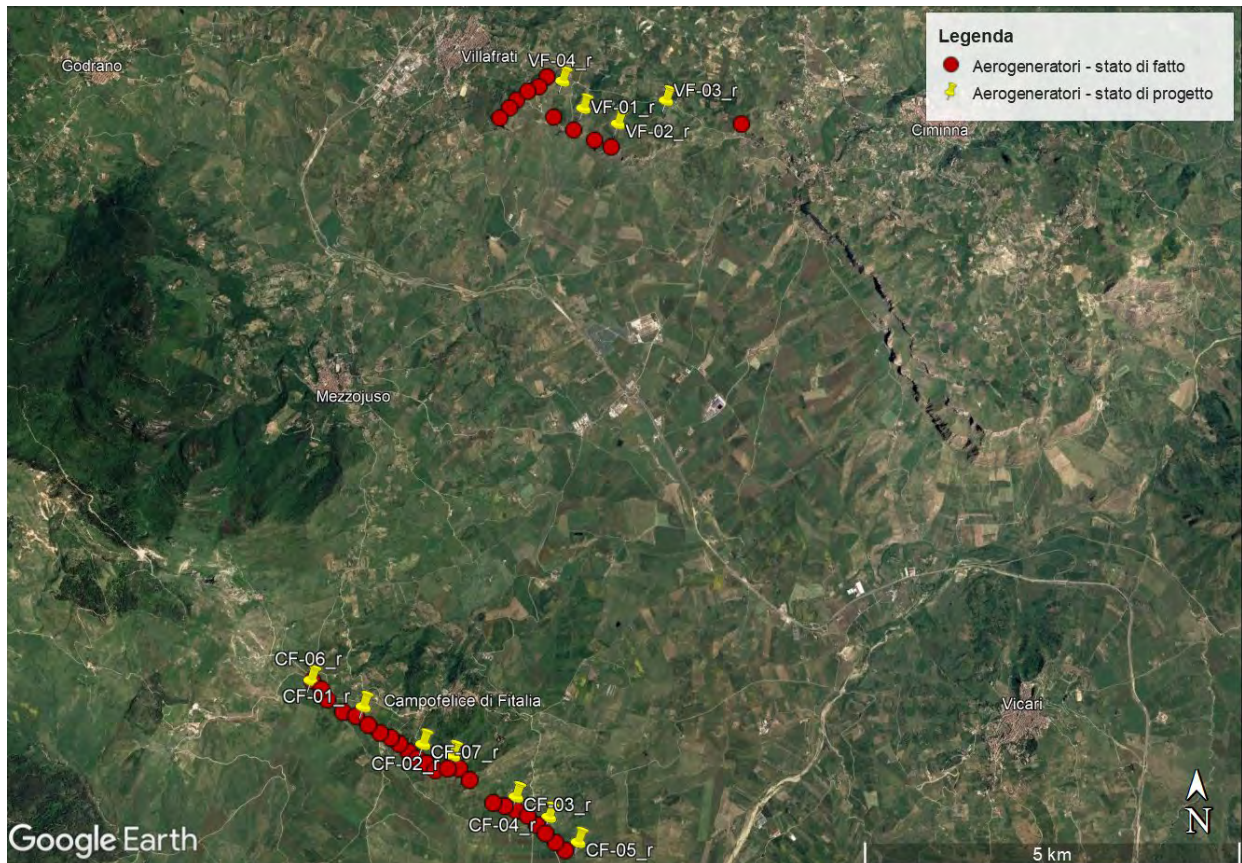 Legenda
Aerogeneratori - stato di fatto
Aerogeneratori - stato di progetto
Godrano
Villafrati
VF-04_r
VF-03_r
VF-01_r
VF-02_r
Ciminna
Mezzojuso
CF-06_r
CF-01_r
Campofelice di Fitalia
Vicari
CF-07_r
CF-02_r
CF-03_r
CF-04_r
CF-05_r
N
Google Earth
5 km